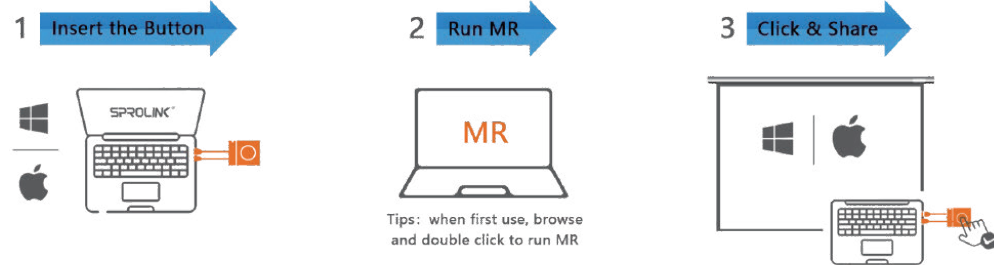 1 Insert the Button
2 Run MR
3 Click & Share
SPROLINK
MR
Tips: when first use, browse
and double click to run MR